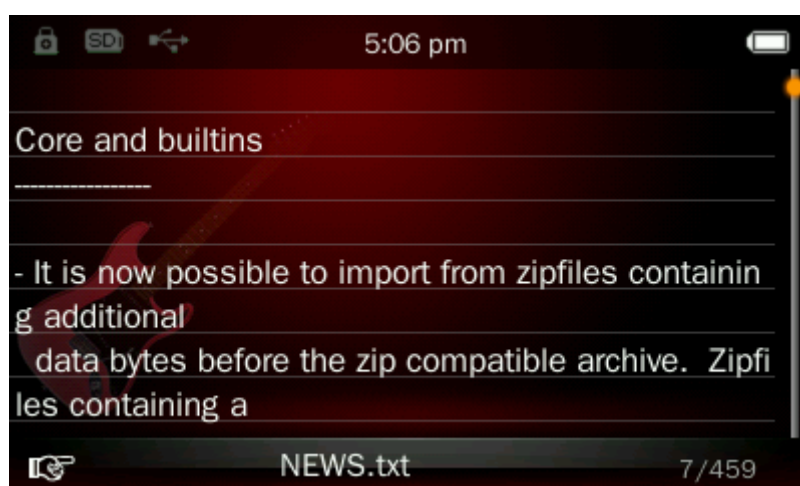 SD
5:06 pm
Core and builtins
-----------------
- It is now possible to import from zipfiles containin
g additional
data bytes before the zip compatible archive.  Zipfi
les containing a
NEWS.txt
7/459